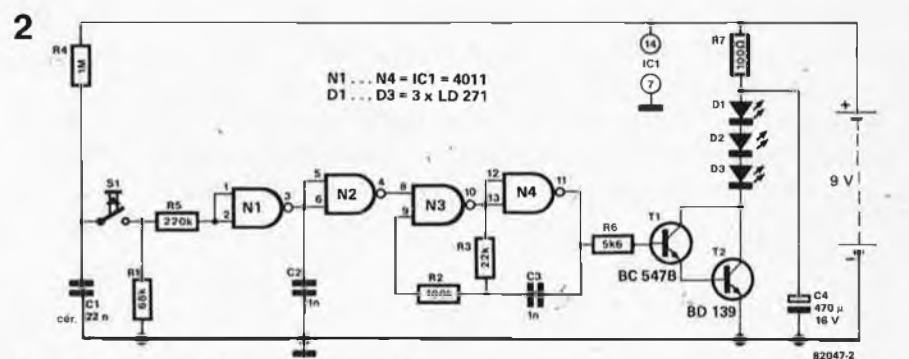 2
R4
1M
S1
R5
220k
R1
68k
C1
22 n
cér.
1
2
N1
3
C2
1n
5
6
N2
4
8
9
N3
10
R3
22k
R2
C3
1n
12
13
N4
11
N1 . . . N4 = IC1 = 4011
D1 . . . D3 = 3 x LD 271
14
IC1
7
R6
5k6
T1
BC 547B
T2
BD 139
R7
100Ω
D1
D2
D3
+
9 V
–
C4
470 µ
16 V
82047-2